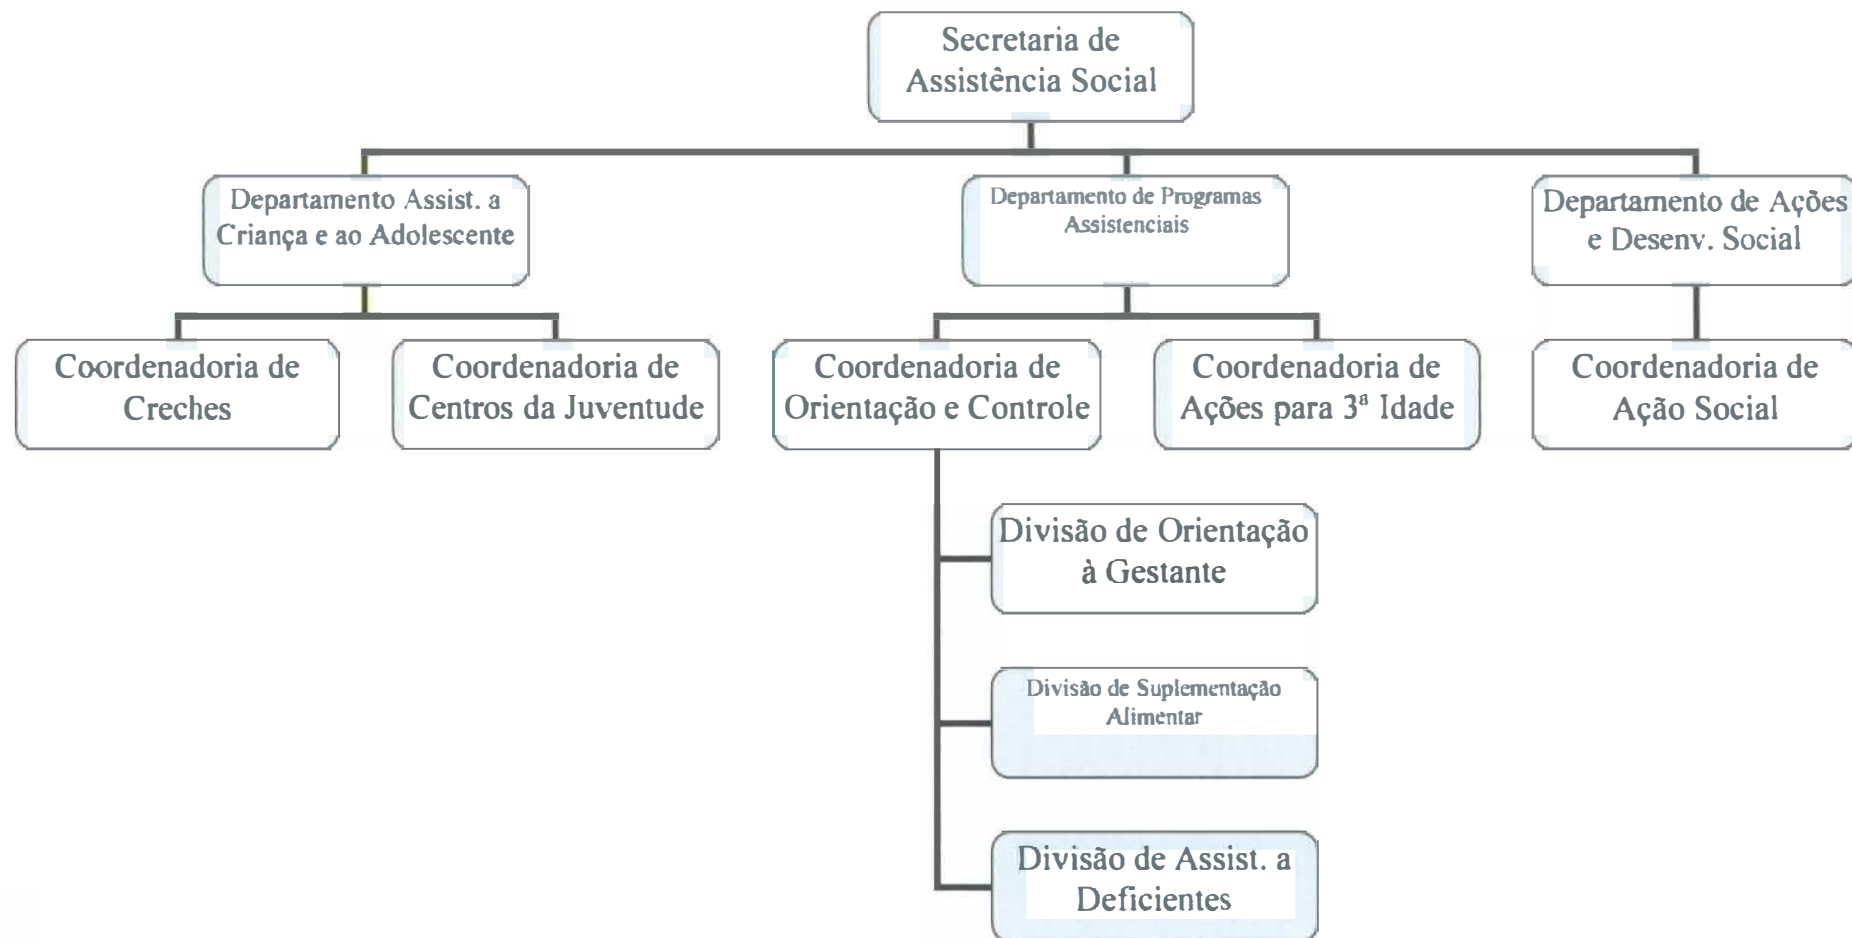 Secretaria de
Assistência Social
Departamento Assist. a
Criança e ao Adolescente
Departamento de Programas
Assistenciais
Departamento de Ações
e Desenv. Social
Coordenadoria de
Creches
Coordenadoria de
Centros da Juventude
Coordenadoria de
Orientação e Controle
Coordenadoria de
Ações para 3ª Idade
Coordenadoria de
Ação Social
Divisão de Orientação
à Gestante
Divisão de Suplementação
Alimentar
Divisão de Assist. a
Deficientes